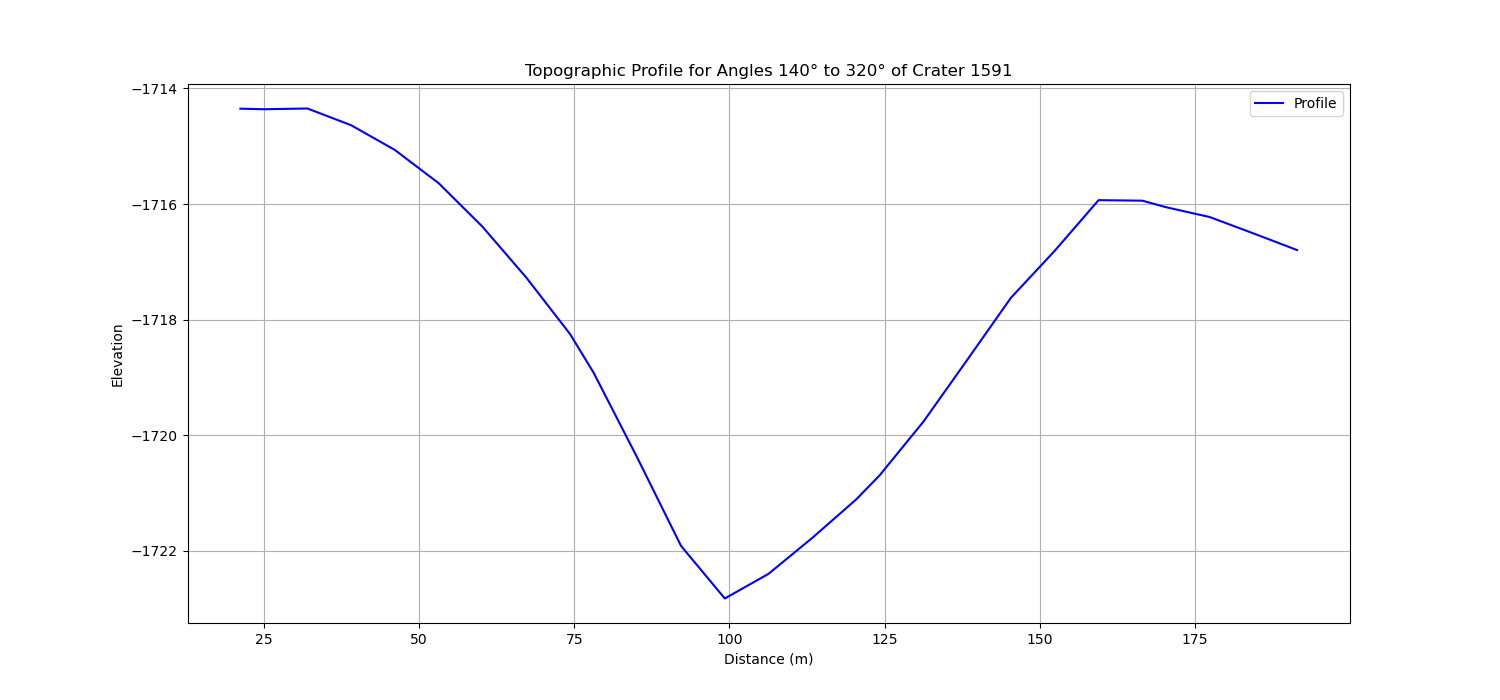 Topographic Profile for Angles 140° to 320° of Crater 1591
Profile
Elevation
−1714
−1716
−1718
−1720
−1722
25 50 75 100 125 150 175
Distance (m)